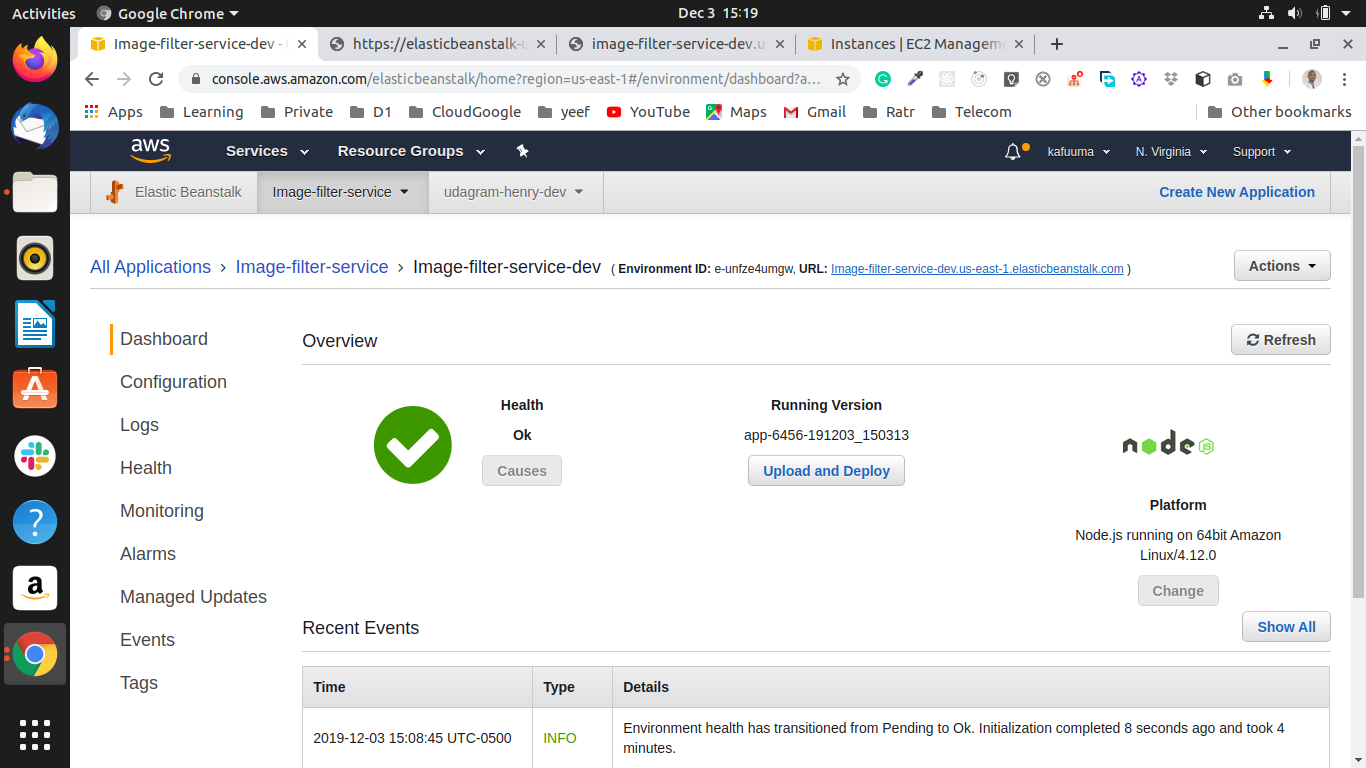 Activities Google Chrome Dec 3 15:19
Image-filter-service-dev - https://elasticbeanstalk-u image-filter-service-dev.u Instances | EC2 Managem
console.aws.amazon.com/elasticbeanstalk/home?region=us-east-1#/environment/dashboard?a...
Apps Learning Private D1 CloudGoogle yeef YouTube Maps Gmail Ratr Telecom Other bookmarks
aws Services Resource Groups kafuuma N. Virginia Support
Elastic Beanstalk Image-filter-service udagram-henry-dev Create New Application
All Applications › Image-filter-service › Image-filter-service-dev ( Environment ID: e-unfze4umgw, URL: Image-filter-service-dev.us-east-1.elasticbeanstalk.com ) Actions
Dashboard
Configuration
Logs
Health
Monitoring
Alarms
Managed Updates
Events
Tags
Overview Refresh
Health
Ok
Causes
Running Version
app-6456-191203_150313
Upload and Deploy
node JS
Platform
Node.js running on 64bit Amazon
Linux/4.12.0
Change
Recent Events Show All
Time Type Details
2019-12-03 15:08:45 UTC-0500 INFO Environment health has transitioned from Pending to Ok. Initialization completed 8 seconds ago and took 4
minutes.